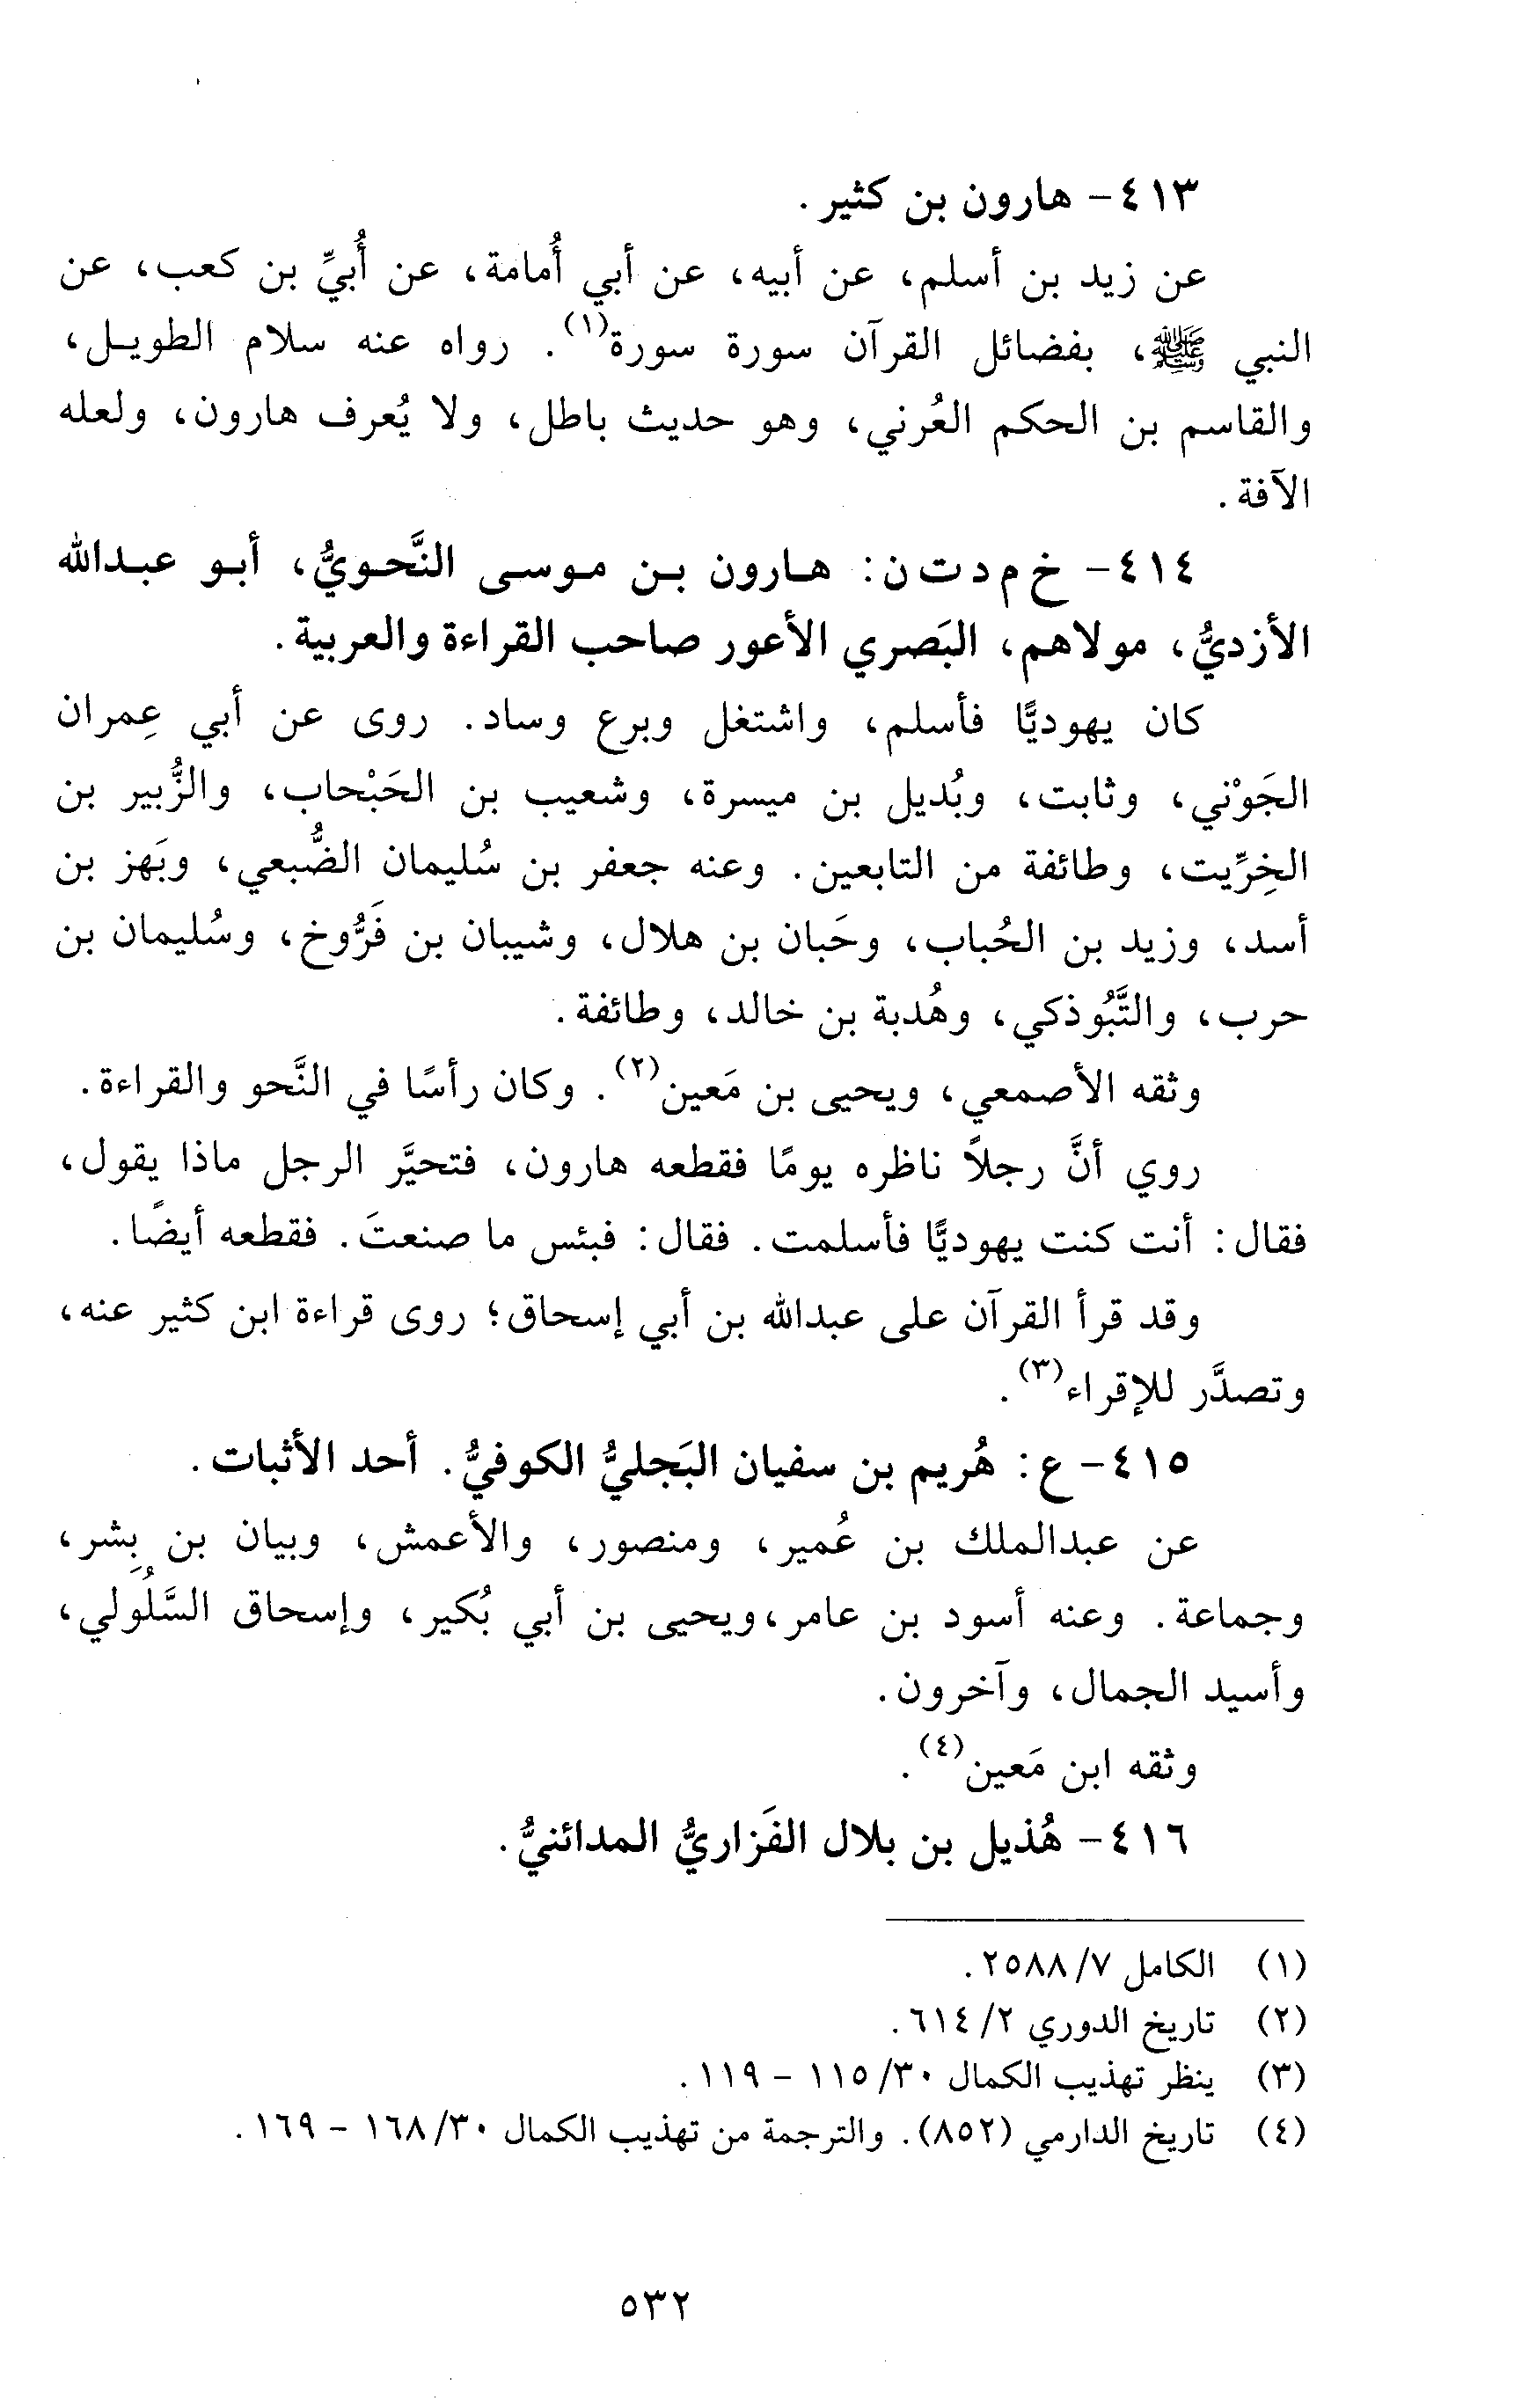 ٤١٣- هارون بن كثير.
عن زيد بن أسلم، عن أبيه، عن أبي أُمامة، عن أُبيِّ بن كعب، عن
النبي ﷺ، بفضائل القرآن سورة سورة(١). رواه عنه سلام الطويل،
والقاسم بن الحكم العُرني، وهو حديث باطل، ولا يُعرف هارون، ولعله
الآفة.
٤١٤- خ م د ت ن: هارون بن موسى النَّحويُّ، أبو عبدالله
الأزديُّ، مولاهم، البَصري الأعور صاحب القراءة والعربية.
كان يهوديًّا فأسلم، واشتغل وبرع وساد. روى عن أبي عِمران
الجَوْني، وثابت، وبُديل بن ميسرة، وشعيب بن الحَبْحاب، والزُّبير بن
الخِرِّيت، وطائفة من التابعين. وعنه جعفر بن سُليمان الضُّبعي، وبَهز بن
أسد، وزيد بن الحُباب، وحَبان بن هلال، وشيبان بن فَرُّوخ، وسُليمان بن
حرب، والتَّبُوذكي، وهُدبة بن خالد، وطائفة.
وثقه الأصمعي، ويحيى بن مَعين(٢). وكان رأسًا في النَّحو والقراءة.
روي أنَّ رجلاً ناظره يومًا فقطعه هارون، فتحيَّر الرجل ماذا يقول،
فقال: أنت كنت يهوديًّا فأسلمت. فقال: فبئس ما صنعتَ. فقطعه أيضًا.
وقد قرأ القرآن على عبدالله بن أبي إسحاق؛ روى قراءة ابن كثير عنه،
وتصدَّر للإقراء(٣).
٤١٥- ع: هُريم بن سفيان البَجليُّ الكوفيُّ. أحد الأثبات.
عن عبدالملك بن عُمير، ومنصور، والأعمش، وبيان بن بِشر،
وجماعة. وعنه أسود بن عامر، ويحيى بن أبي بُكير، وإسحاق السَّلُولي،
وأسيد الجمال، وآخرون.
وثقه ابن مَعين(٤).
٤١٦- هُذيل بن بلال الفَزاريُّ المدائنيُّ.
(١) الكامل ٧/ ٢٥٨٨.
(٢) تاريخ الدوري ٢/ ٦١٤.
(٣) ينظر تهذيب الكمال ٣٠/ ١١٥ - ١١٩.
(٤) تاريخ الدارمي (٨٥٢). والترجمة من تهذيب الكمال ٣٠/ ١٦٨ - ١٦٩.
٥٣٢